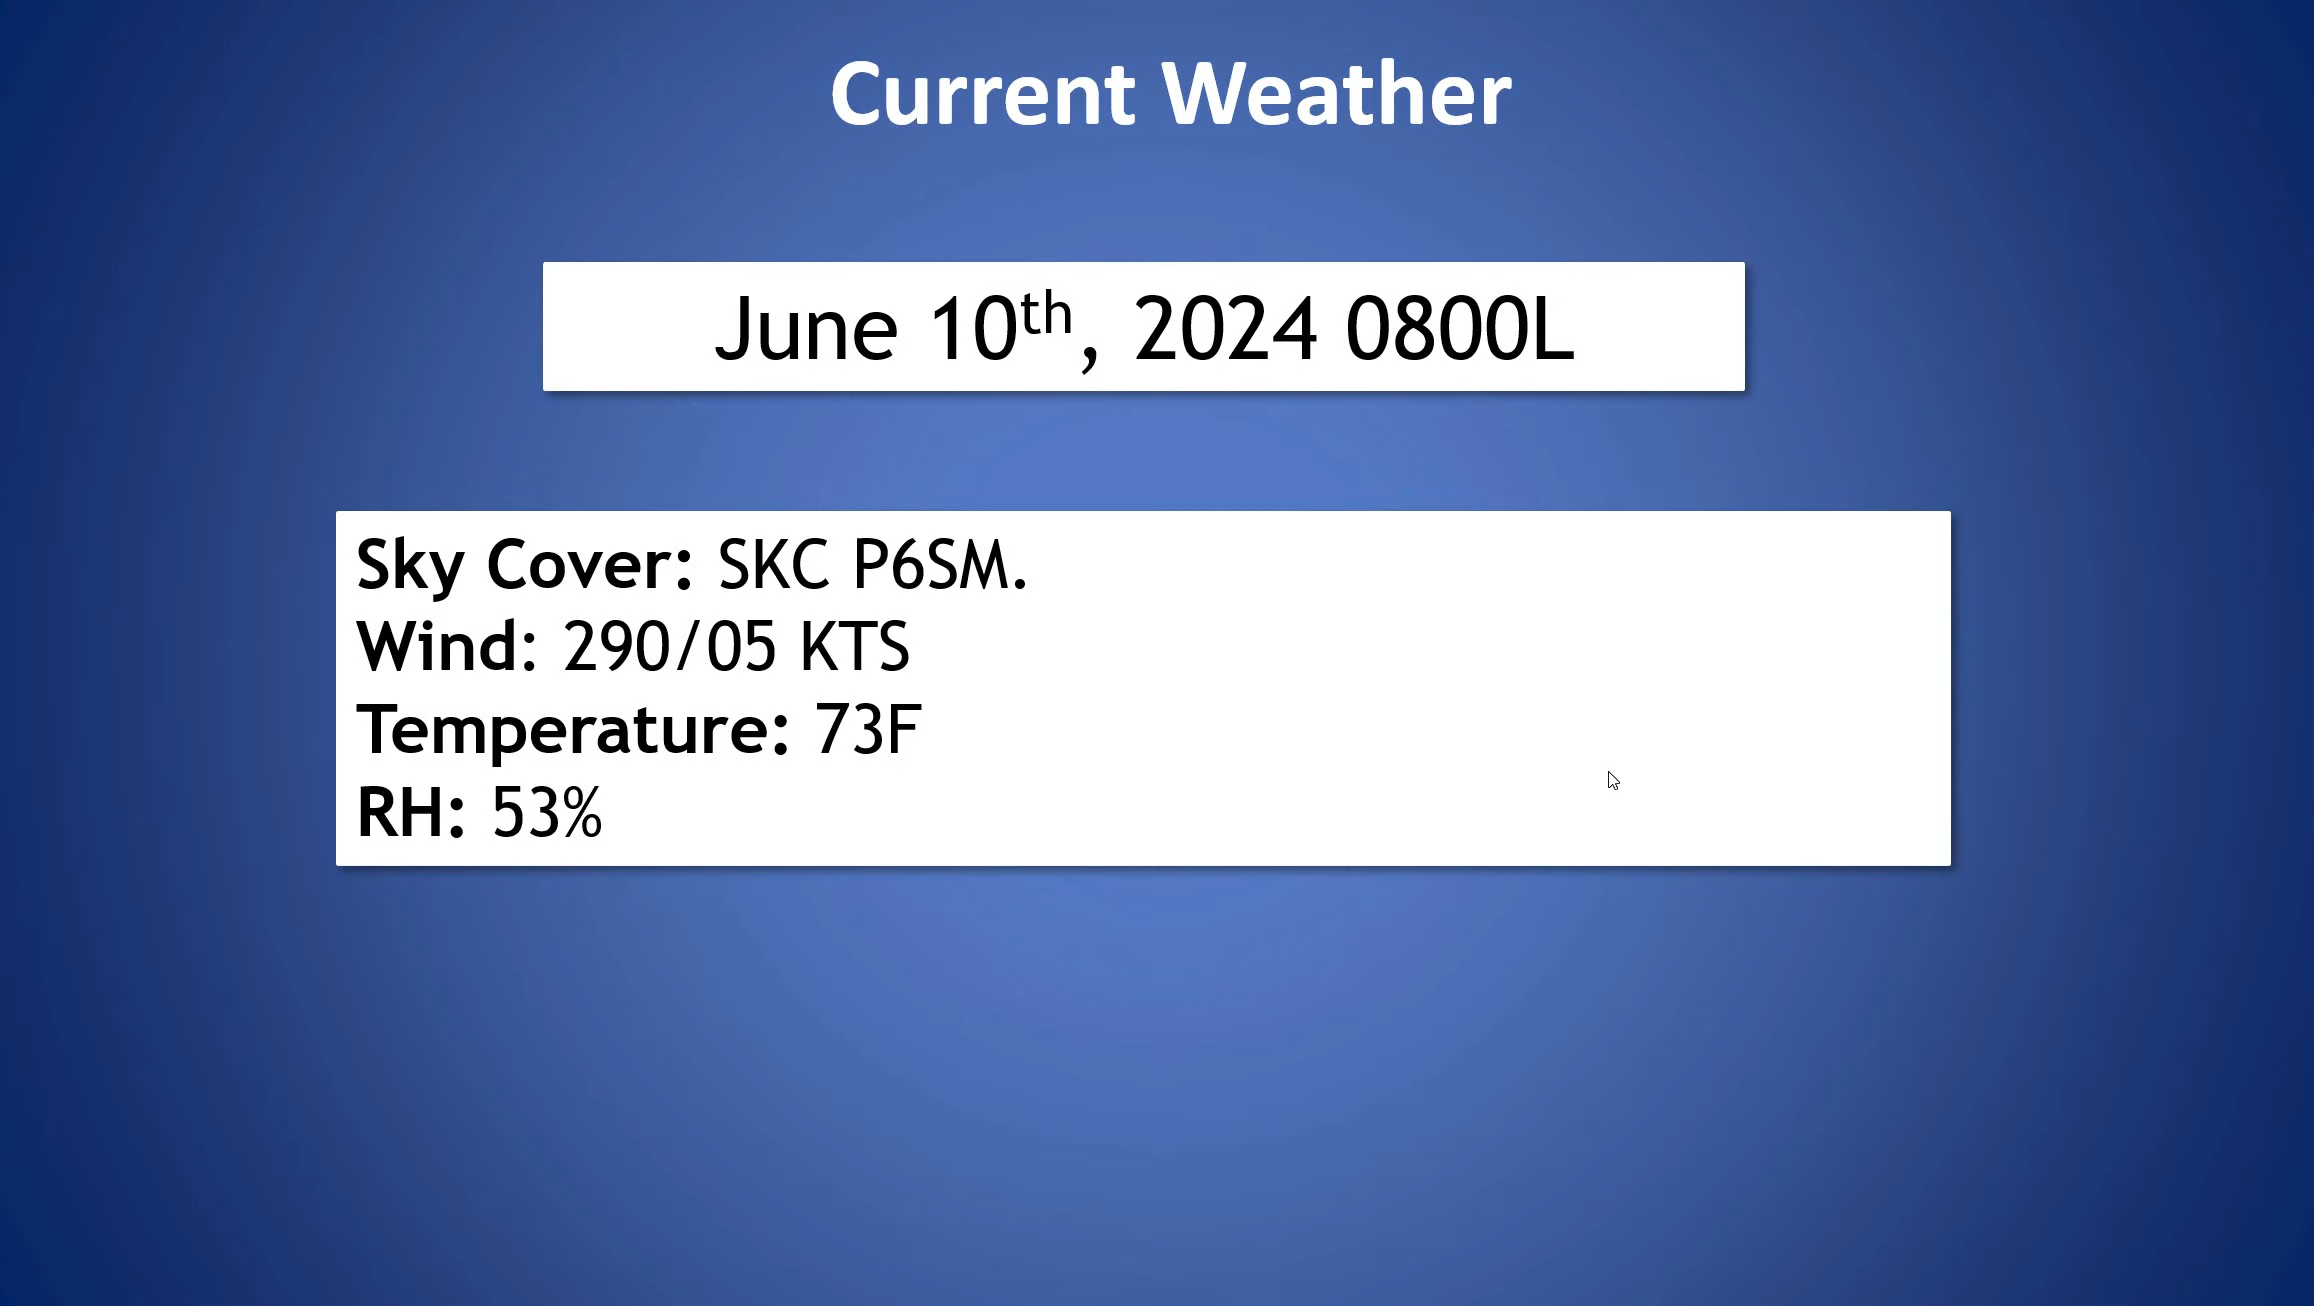 Current Weather
June 10th, 2024 0800L
Sky Cover: SKC P6SM.
Wind: 290/05 KTS
Temperature: 73F
RH: 53%